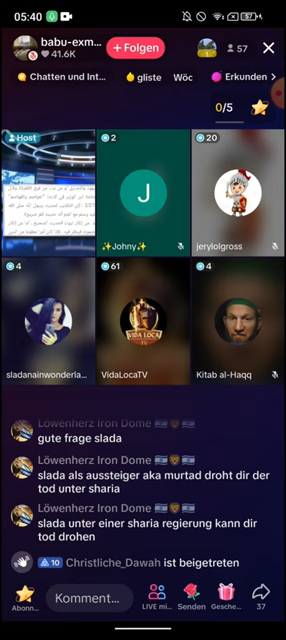 05:40
57
babu-exm...
41.6K
+ Folgen
1
57
Chatten und Int...
gliste
Wöc
Erkunden
0/5
Host
2
20
J
✨Johny✨
jerylolgross
4
61
4
VIDA LOCA
TV
sladanainwonderla...
VidaLocaTV
Kitab al-Haqq
Löwenherz Iron Dome 🇮🇱🦁🇮🇱
gute frage slada
Löwenherz Iron Dome 🇮🇱🦁🇮🇱
slada als aussteiger aka murtad droht dir der
tod unter sharia
Löwenherz Iron Dome 🇮🇱🦁🇮🇱
slada unter einer sharia regierung kann dir
tod drohen
10 Christliche_Dawah ist beigetreten
Kommen...
Abonn...
LIVE mi...
Senden
Gesche...
37